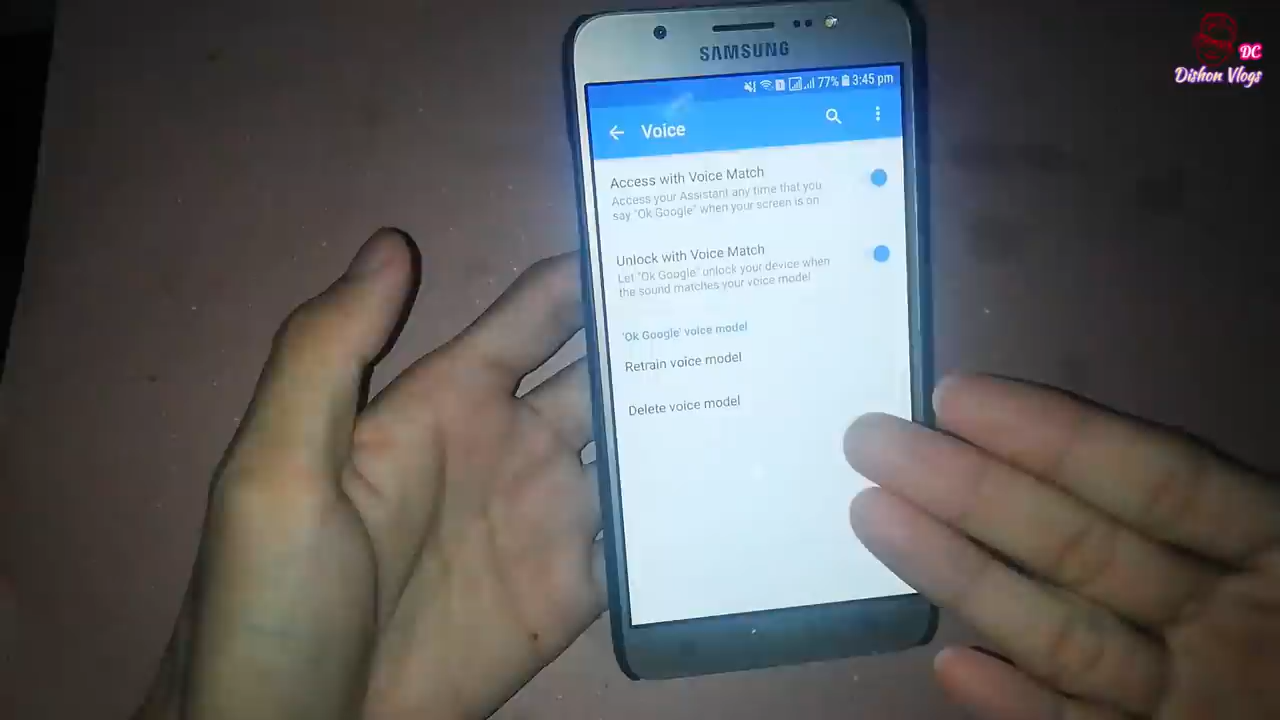 DC
Dishon Vlogs
SAMSUNG
77% 3:45 pm
Voice
Access with Voice Match
Access your Assistant any time that you
say "Ok Google" when your screen is on
Unlock with Voice Match
Let "Ok Google" unlock your device when
the sound matches your voice model
'Ok Google' voice model
Retrain voice model
Delete voice model